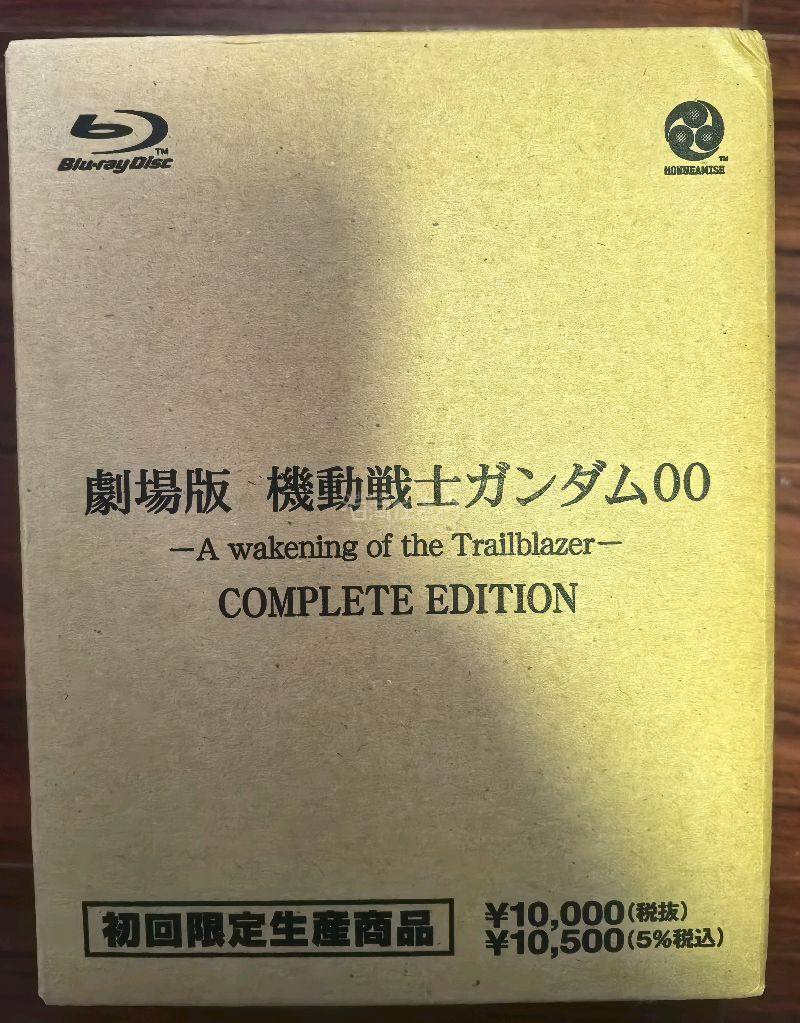 Blu-ray Disc™
HONNEAMISE™
劇場版 機動戦士ガンダム00
—A wakening of the Trailblazer—
COMPLETE EDITION
初回限定生産商品
¥10,000(税抜)
¥10,500(5%税込)